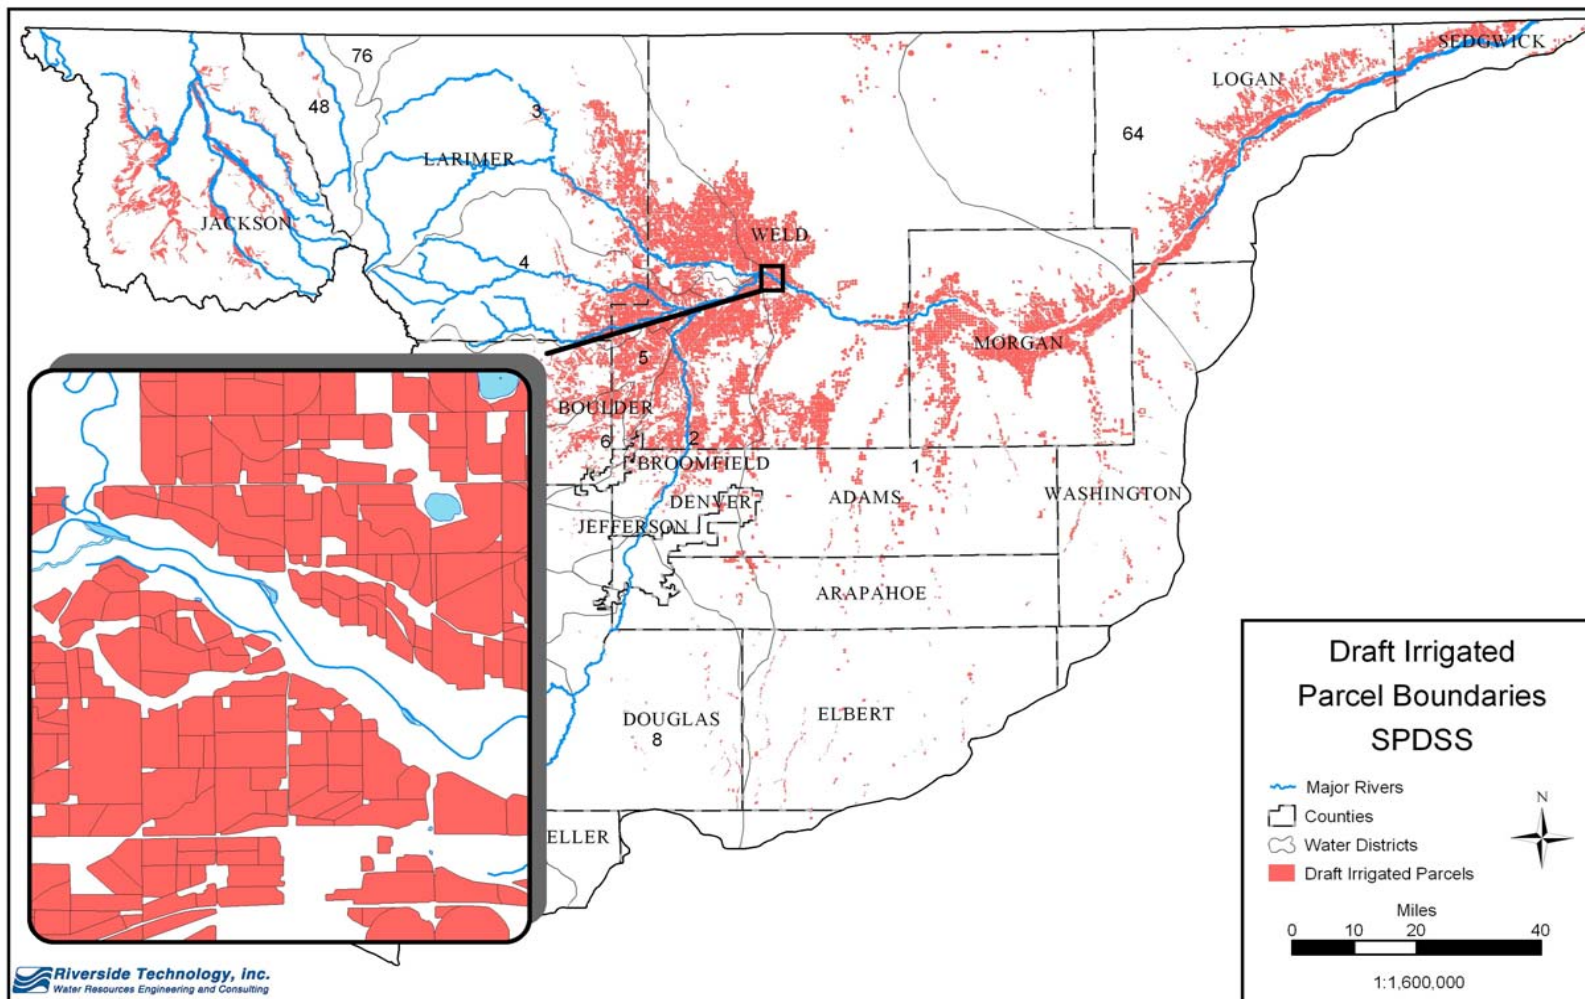 SEDGWICK
76
LOGAN
48
3
64
LARIMER
JACKSON
WELD
4
MORGAN
5
BOULDER
6
2
BROOMFIELD
1
DENVER
ADAMS
WASHINGTON
JEFFERSON
ARAPAHOE
DOUGLAS
8
ELBERT
ELLER
Draft Irrigated
Parcel Boundaries
SPDSS
Major Rivers
Counties
Water Districts
Draft Irrigated Parcels
N
Miles
0 10 20 40
1:1,600,000
Riverside Technology, inc.
Water Resources Engineering and Consulting